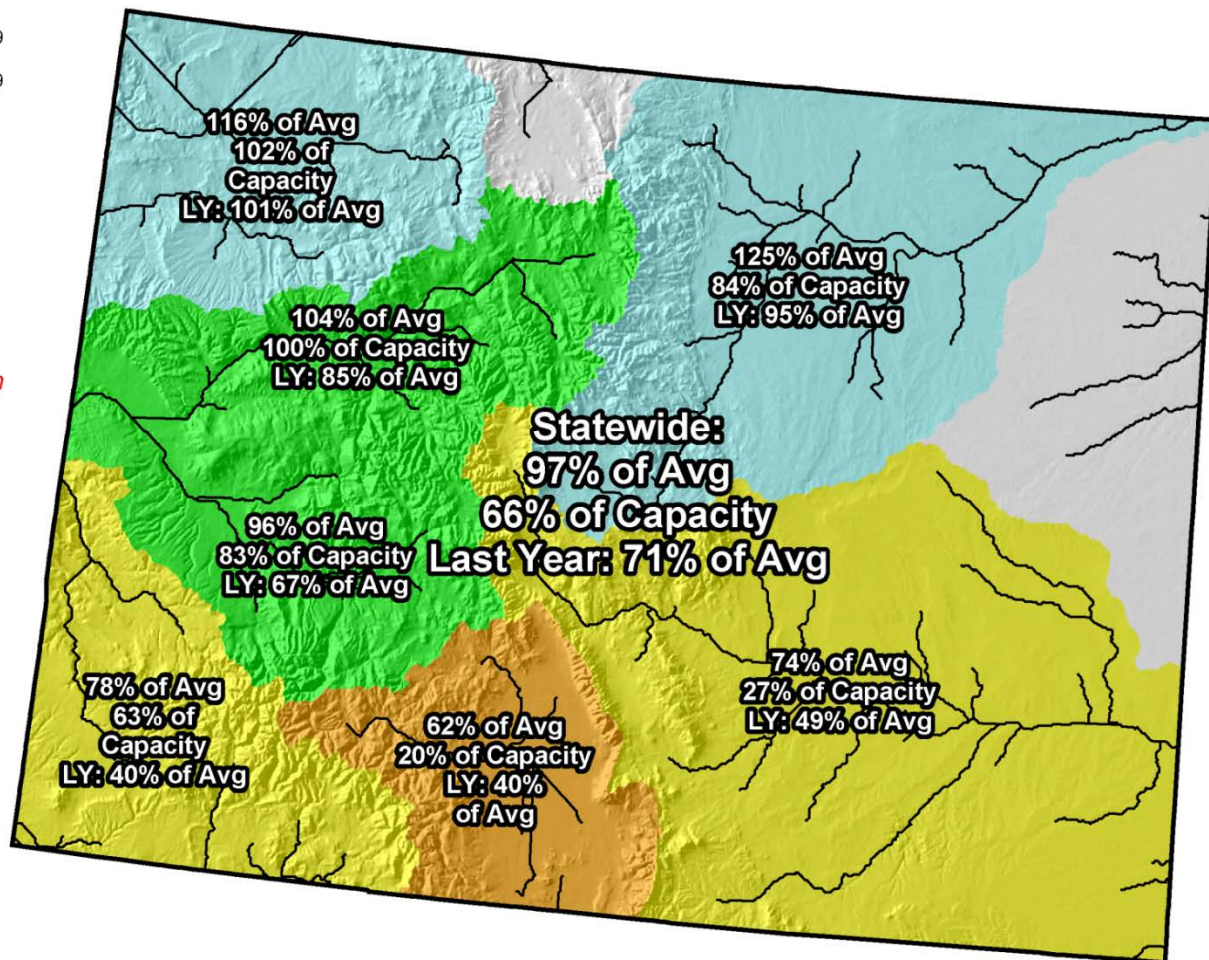 9
9
n
116% of Avg
102% of
Capacity
LY: 101% of Avg
125% of Avg
84% of Capacity
LY: 95% of Avg
104% of Avg
100% of Capacity
LY: 85% of Avg
Statewide:
97% of Avg
66% of Capacity
Last Year: 71% of Avg
96% of Avg
83% of Capacity
LY: 67% of Avg
74% of Avg
27% of Capacity
LY: 49% of Avg
78% of Avg
63% of
Capacity
LY: 40% of Avg
62% of Avg
20% of Capacity
LY: 40%
of Avg